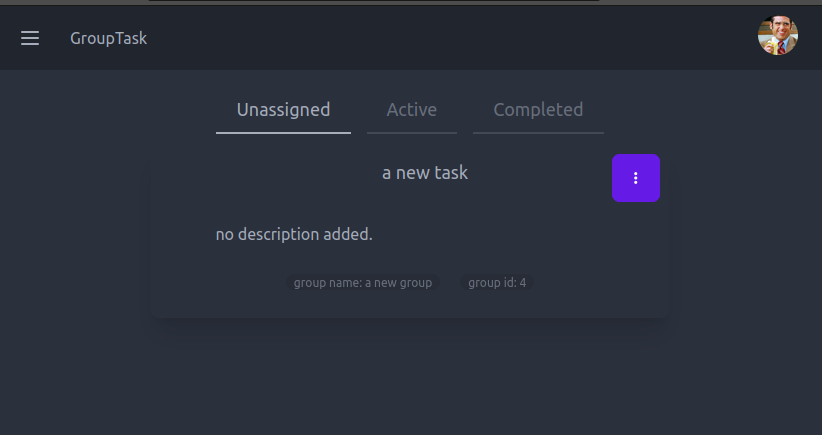 GroupTask
Unassigned Active Completed
a new task
no description added.
group name: a new group group id: 4